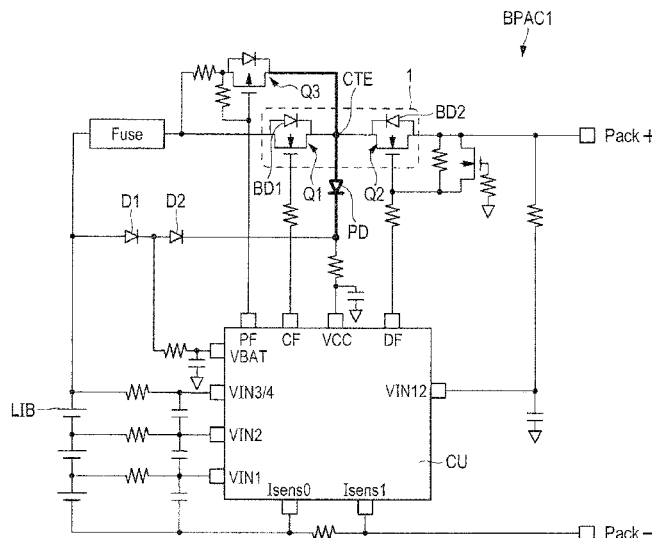 BPAC1
CTE
1
Q3
BD2
Fuse
Pack+
BD1
Q1
Q2
D1
D2
PD
PF
CF
VCC
DF
VBAT
VIN3/4
VIN12
LIB
VIN2
VIN1
CU
Isens0
Isens1
Pack-